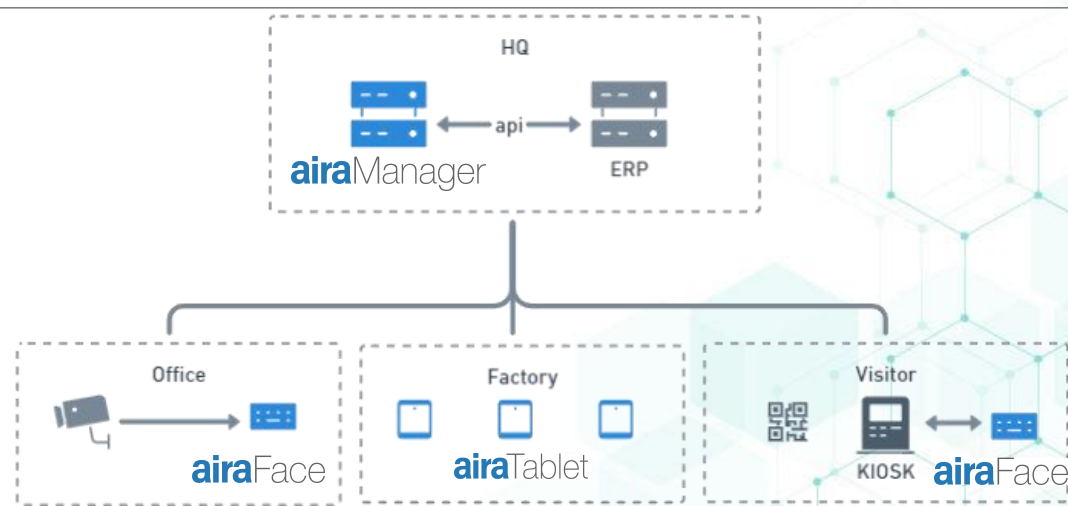 HQ
api
airaManager
ERP
Office
airaFace
Factory
airaTablet
Visitor
KIOSK
airaFace